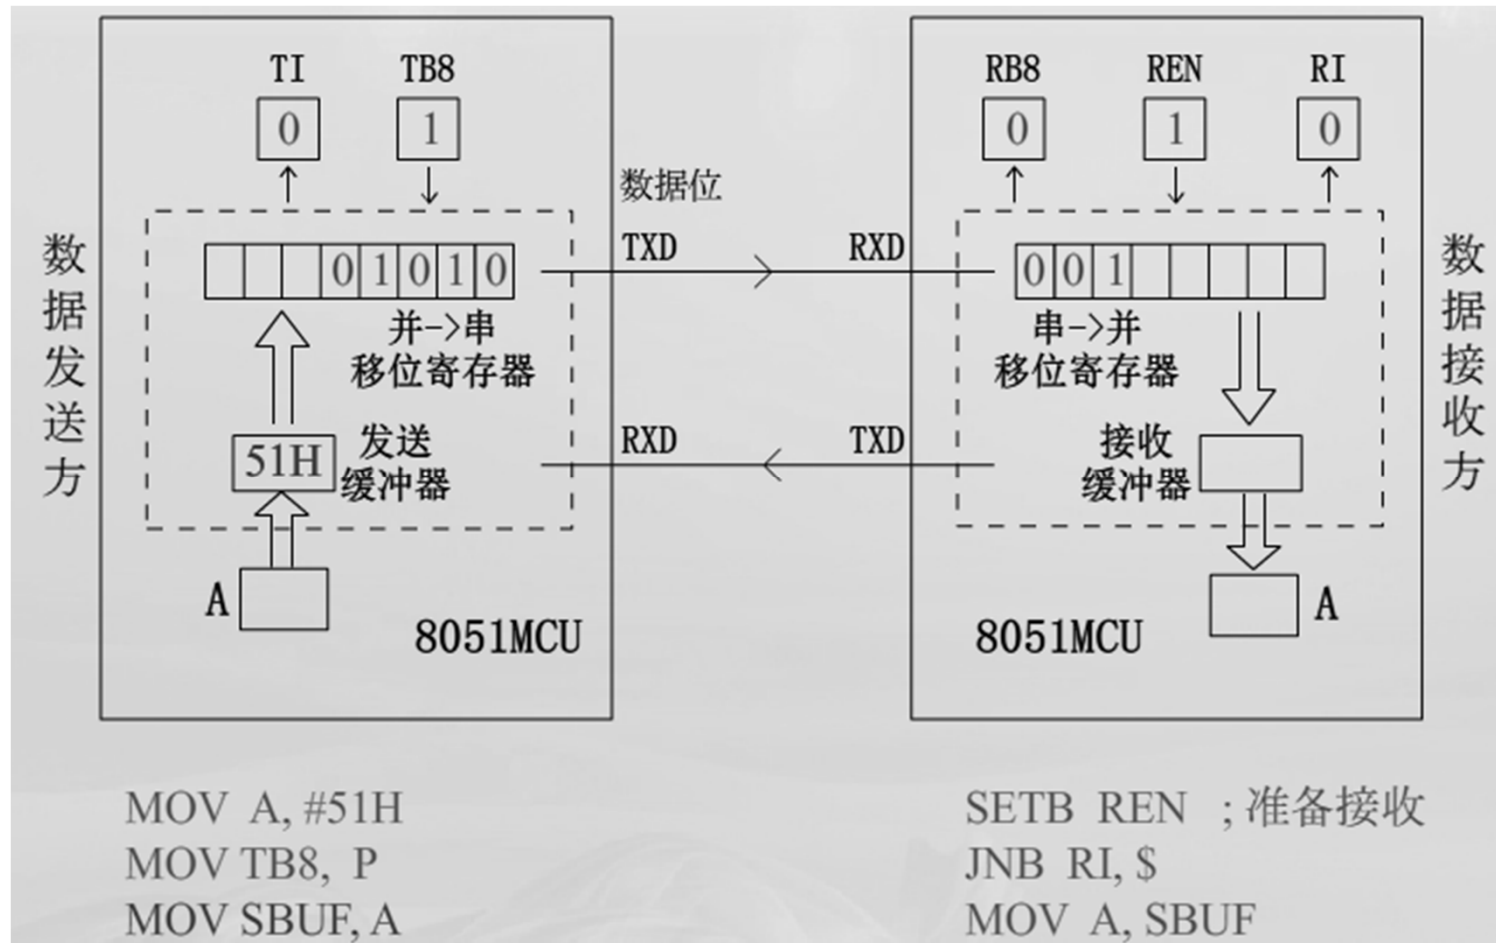 TI TB8
0 1
RB8 REN RI
0 1 0
数据位
数据发送方
0 1 0 1 0
TXD RXD
0 0 1
数据接收方
并->串
移位寄存器
串->并
移位寄存器
51H
发送
缓冲器
RXD TXD
接收
缓冲器
A
8051MCU
8051MCU
A
MOV A, #51H
MOV TB8, P
MOV SBUF, A
SETB REN ; 准备接收
JNB RI, $
MOV A, SBUF